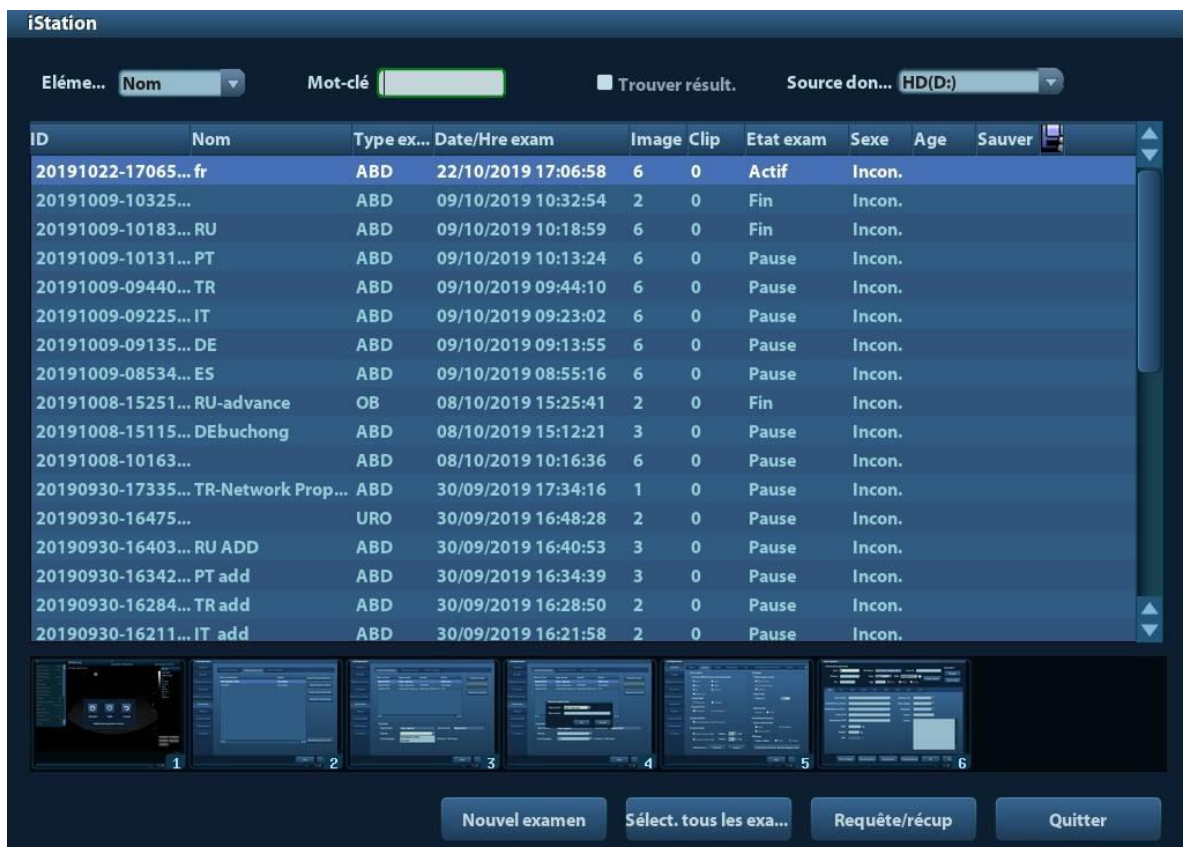 iStation
Eléme... Nom Mot-clé Trouver résult. Source don... HD(D:)
ID Nom Type ex... Date/Hre exam Image Clip Etat exam Sexe Age Sauver
20191022-17065... fr ABD 22/10/2019 17:06:58 6 0 Actif Incon.
20191009-10325... ABD 09/10/2019 10:32:54 2 0 Fin Incon.
20191009-10183... RU ABD 09/10/2019 10:18:59 6 0 Fin Incon.
20191009-10131... PT ABD 09/10/2019 10:13:24 6 0 Pause Incon.
20191009-09440... TR ABD 09/10/2019 09:44:10 6 0 Pause Incon.
20191009-09225... IT ABD 09/10/2019 09:23:02 6 0 Pause Incon.
20191009-09135... DE ABD 09/10/2019 09:13:55 6 0 Pause Incon.
20191009-08534... ES ABD 09/10/2019 08:55:16 6 0 Pause Incon.
20191008-15251... RU-advance OB 08/10/2019 15:25:41 2 0 Fin Incon.
20191008-15115... DEbuchong ABD 08/10/2019 15:12:21 3 0 Pause Incon.
20191008-10163... ABD 08/10/2019 10:16:36 6 0 Pause Incon.
20190930-17335... TR-Network Prop... ABD 30/09/2019 17:34:16 1 0 Pause Incon.
20190930-16475... URO 30/09/2019 16:48:28 2 0 Pause Incon.
20190930-16403... RU ADD ABD 30/09/2019 16:40:53 3 0 Pause Incon.
20190930-16342... PT add ABD 30/09/2019 16:34:39 3 0 Pause Incon.
20190930-16284... TR add ABD 30/09/2019 16:28:50 2 0 Pause Incon.
20190930-16211... IT add ABD 30/09/2019 16:21:58 2 0 Pause Incon.
1 2 3 4 5 6
Nouvel examen Sélect. tous les exa... Requête/récup Quitter